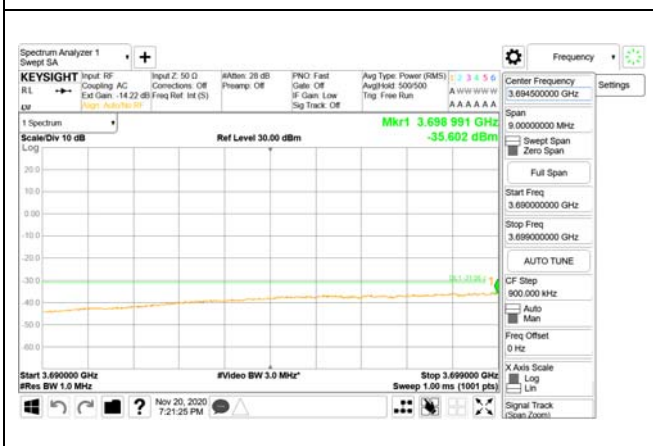 Spectrum Analyzer 1
Swept SA
+
Frequency
KEYSIGHT Input: RF Input Z: 50 Ω #Atten: 28 dB PNO: Fast Avg Type: Power (RMS) 1 2 3 4 5 6
RL Coupling: AC Corrections: Off Preamp: Off Gate: Off Avg|Hold: 500/500 A W W W W W
Ext Gain: -14.22 dB Freq Ref: Int (S) IF Gain: Low Trig: Free Run
Align: Auto/No RF Sig Track: Off A A A A A A
1 Spectrum
Mkr1 3.698 991 GHz
Scale/Div 10 dB Ref Level 30.00 dBm -35.602 dBm
Log
20.0
10.0
0.00
-10.0
-20.0
-30.0
-40.0
-50.0
-60.0
Start 3.690000 GHz #Video BW 3.0 MHz* Stop 3.699000 GHz
#Res BW 1.0 MHz Sweep 1.00 ms (1001 pts)
? Nov 20, 2020
7:21:25 PM
Center Frequency
3.694500000 GHz
Settings
Span
9.00000000 MHz
Swept Span
Zero Span
Full Span
Start Freq
3.690000000 GHz
Stop Freq
3.699000000 GHz
AUTO TUNE
CF Step
900.000 kHz
Auto
Man
Freq Offset
0 Hz
X Axis Scale
Log
Lin
Signal Track
(Span Zoom)